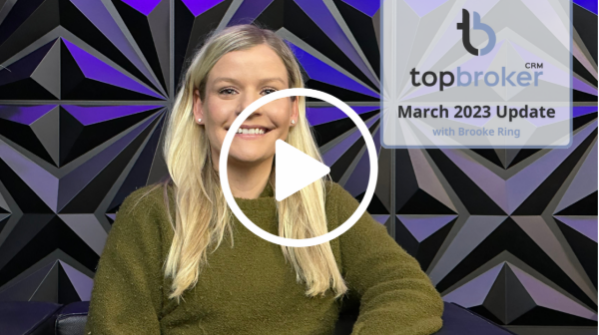 tb
CRM
topbroker
March 2023 Update
with Brooke Ring